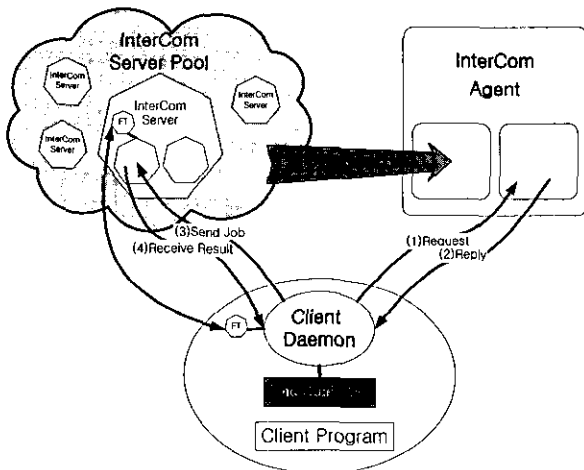 InterCom
Server Pool
InterCom
Server
InterCom
Server
InterCom
Server
InterCom
Server
FT
InterCom
Agent
(3)Send Job
(4)Receive Result
(1)Request
(2)Reply
FT
Client
Daemon
Client Program